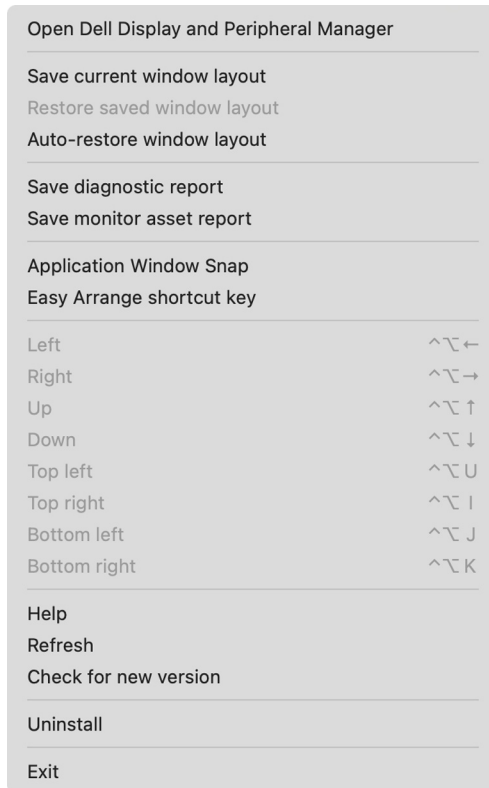 Open Dell Display and Peripheral Manager
Save current window layout
Restore saved window layout
Auto-restore window layout
Save diagnostic report
Save monitor asset report
Application Window Snap
Easy Arrange shortcut key
Left ^⌥←
Right ^⌥→
Up ^⌥↑
Down ^⌥↓
Top left ^⌥U
Top right ^⌥I
Bottom left ^⌥J
Bottom right ^⌥K
Help
Refresh
Check for new version
Uninstall
Exit